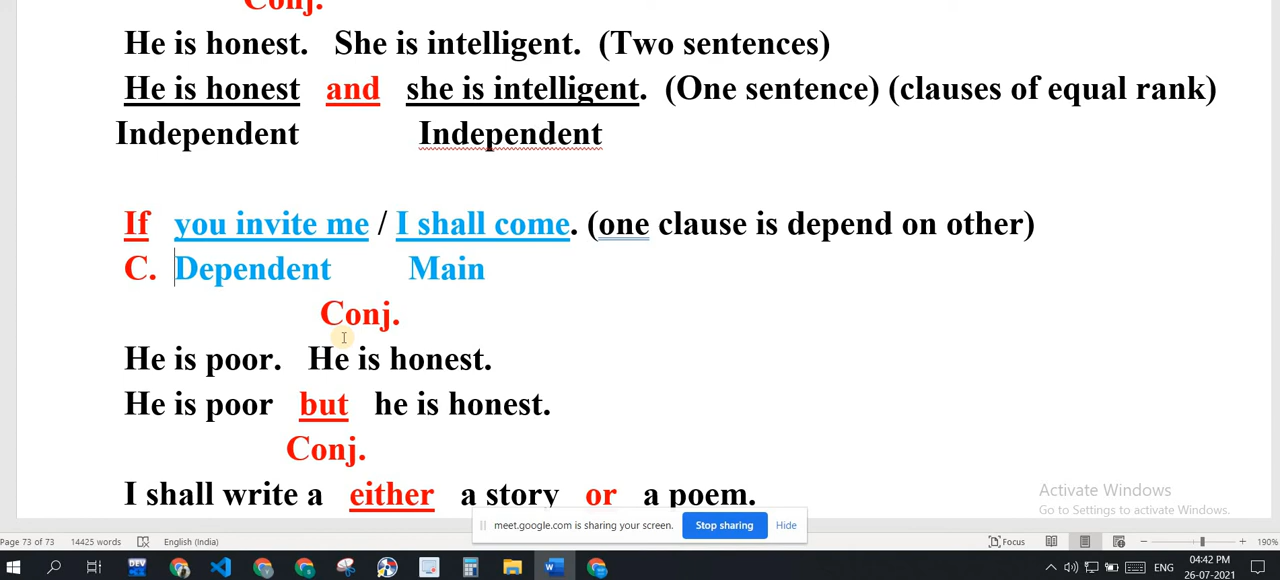 Conj.
He is honest. She is intelligent. (Two sentences)
He is honest and she is intelligent. (One sentence) (clauses of equal rank)
Independent Independent
If you invite me / I shall come. (one clause is depend on other)
C. Dependent Main
Conj.
He is poor. He is honest.
He is poor but he is honest.
Conj.
I shall write a either a story or a poem.
Activate Windows
Go to Settings to activate Windows.
meet.google.com is sharing your screen. Stop sharing Hide
Page 73 of 73 14425 words English (India) Focus 190%
DEV W ENG 04:42 PM
26-07-2021